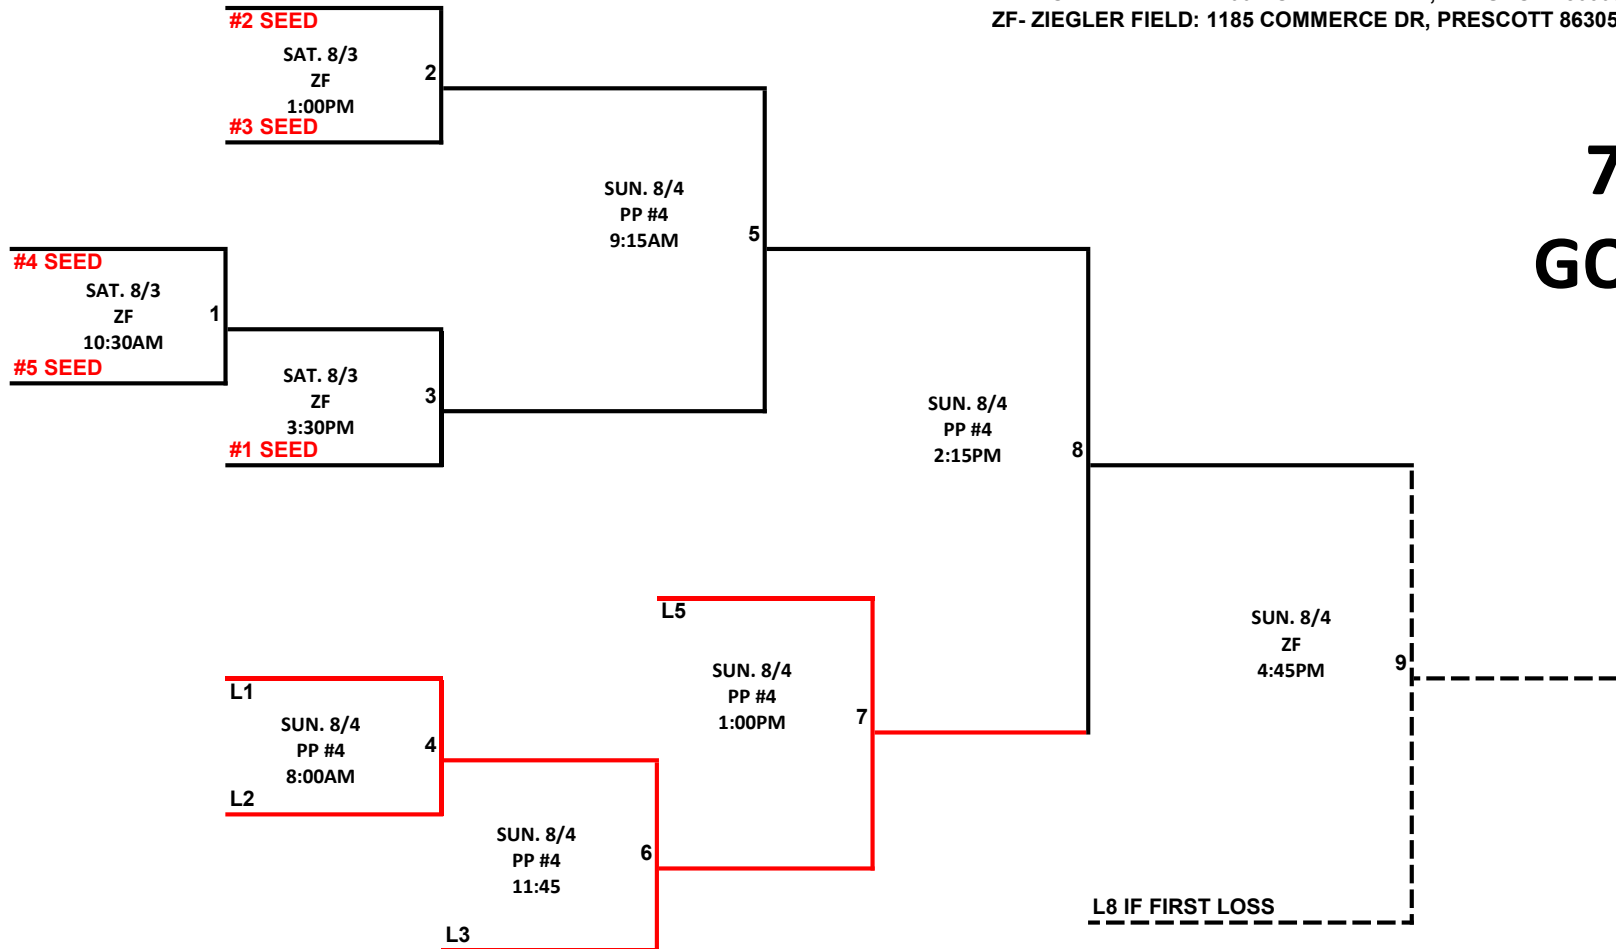 ZF- ZIEGLER FIELD: 1185 COMMERCE DR, PRESCOTT 86305
#2 SEED
SAT. 8/3
ZF
1:00PM
2
#3 SEED
7
GO
SUN. 8/4
PP #4
9:15AM
5
#4 SEED
SAT. 8/3
ZF
10:30AM
1
#5 SEED
SAT. 8/3
ZF
3:30PM
3
#1 SEED
SUN. 8/4
PP #4
2:15PM
8
L5
SUN. 8/4
PP #4
1:00PM
7
SUN. 8/4
ZF
4:45PM
9
L1
SUN. 8/4
PP #4
8:00AM
4
L2
SUN. 8/4
PP #4
11:45
6
L3
L8 IF FIRST LOSS